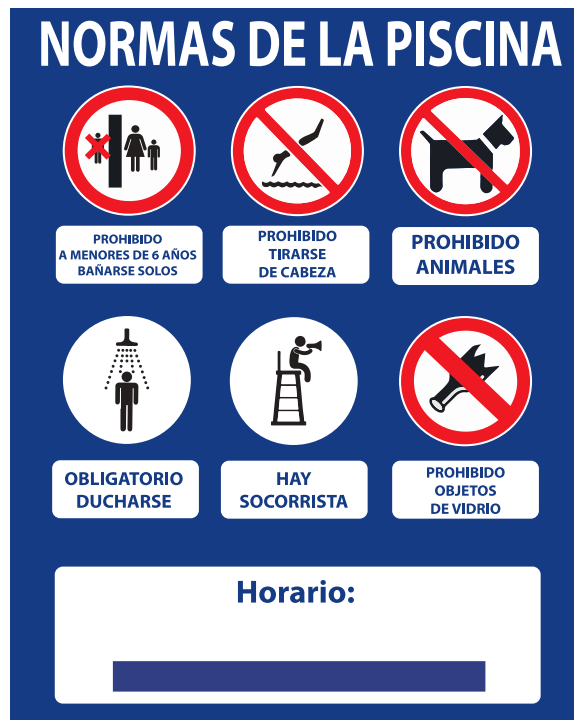 NORMAS DE LA PISCINA
PROHIBIDO
A MENORES DE 6 AÑOS
BAÑARSE SOLOS
PROHIBIDO
TIRARSE
DE CABEZA
PROHIBIDO
ANIMALES
OBLIGATORIO
DUCHARSE
HAY
SOCORRISTA
PROHIBIDO
OBJETOS
DE VIDRIO
Horario: